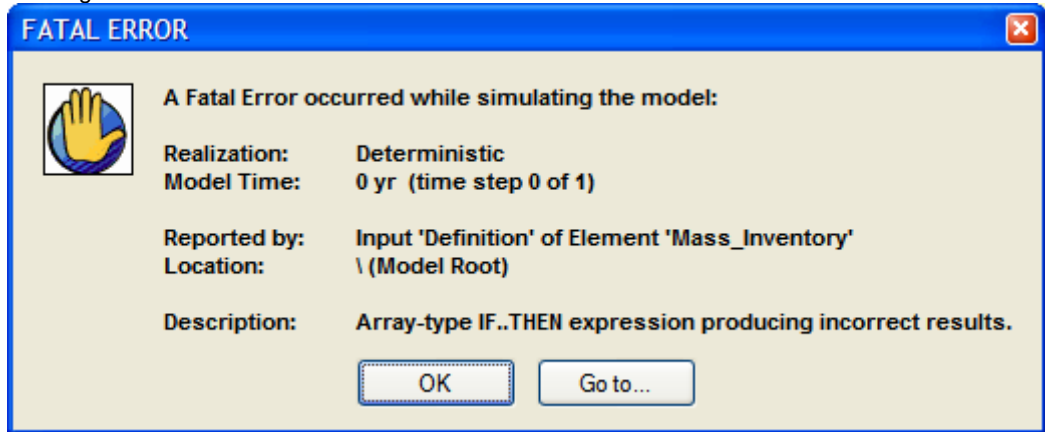 FATAL ERROR
A Fatal Error occurred while simulating the model:
Realization: Deterministic
Model Time: 0 yr (time step 0 of 1)
Reported by: Input 'Definition' of Element 'Mass_Inventory'
Location: \ (Model Root)
Description: Array-type IF..THEN expression producing incorrect results.
OK Go to...